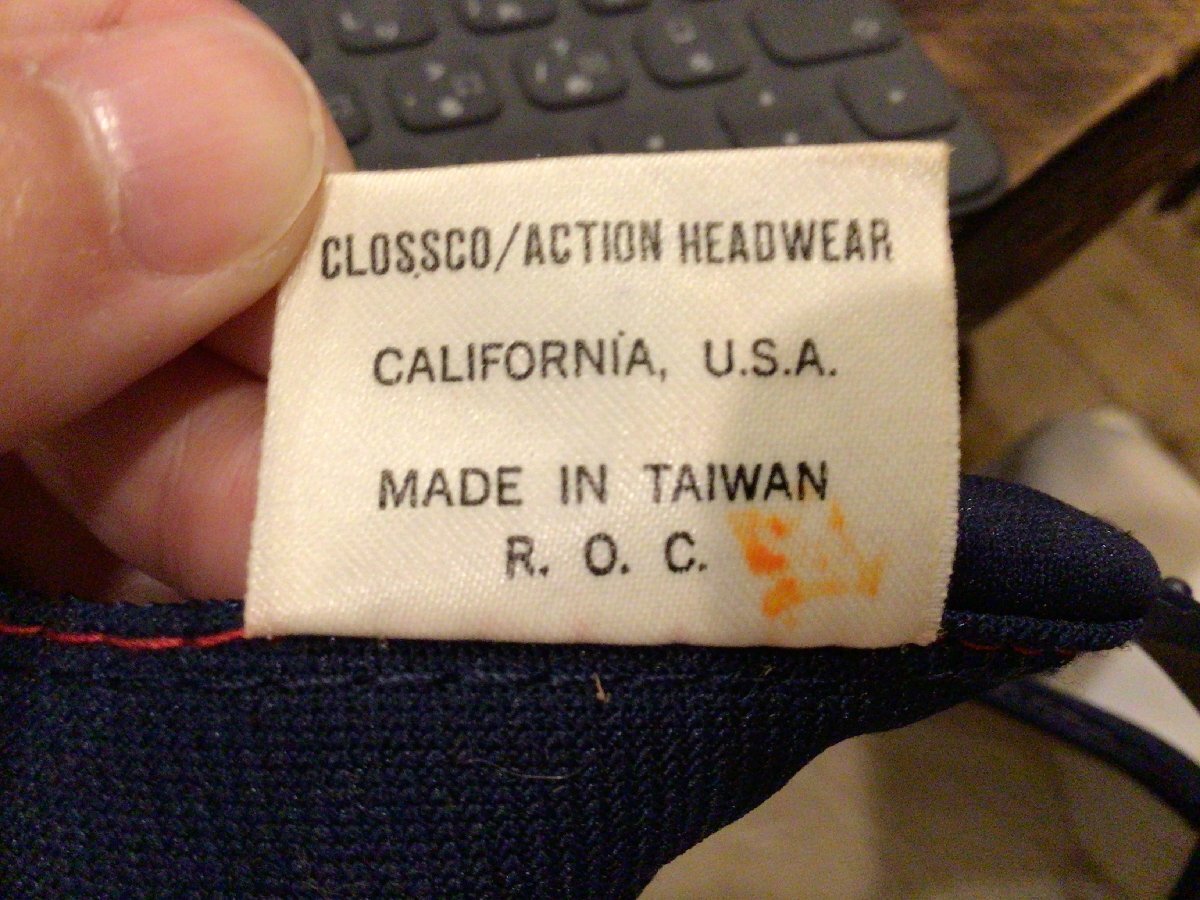 CLOSSCO/ACTION HEADWEAR
CALIFORNIA, U.S.A.
MADE IN TAIWAN
R. O. C.